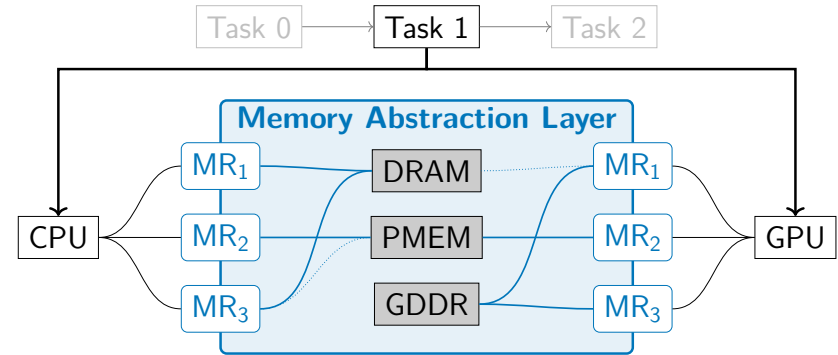 Task 0 Task 1 Task 2
Memory Abstraction Layer
MR₁ DRAM MR₁
CPU MR₂ PMEM MR₂ GPU
MR₃ GDDR MR₃